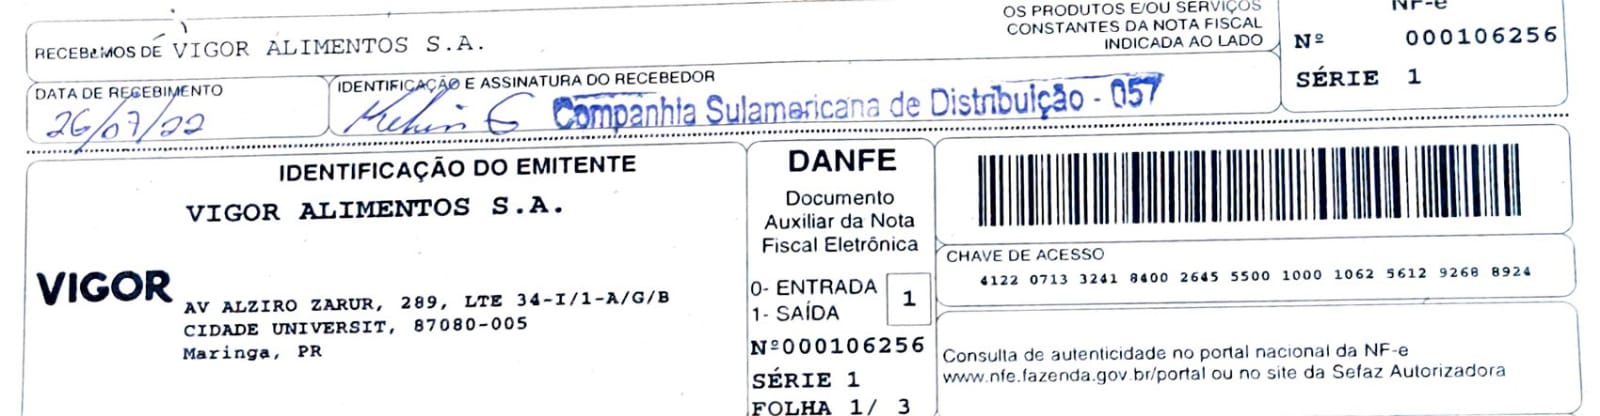 OS PRODUTOS E/OU SERVIÇOS
CONSTANTES DA NOTA FISCAL
INDICADA AO LADO
RECEBEMOS DE VIGOR ALIMENTOS S.A.
NF-e
Nº 000106256
SÉRIE 1
DATA DE RECEBIMENTO
26/07/22
IDENTIFICAÇÃO E ASSINATURA DO RECEBEDOR
Companhia Sulamericana de Distribuição - 057
IDENTIFICAÇÃO DO EMITENTE
VIGOR ALIMENTOS S.A.
VIGOR
AV ALZIRO ZARUR, 289, LTE 34-I/1-A/G/B
CIDADE UNIVERSIT, 87080-005
Maringa, PR
DANFE
Documento
Auxiliar da Nota
Fiscal Eletrônica
0- ENTRADA
1- SAÍDA
1
Nº000106256
SÉRIE 1
FOLHA 1/ 3
CHAVE DE ACESSO
4122 0713 3241 8400 2645 5500 1000 1062 5612 9268 8924
Consulta de autenticidade no portal nacional da NF-e
www.nfe.fazenda.gov.br/portal ou no site da Sefaz Autorizadora